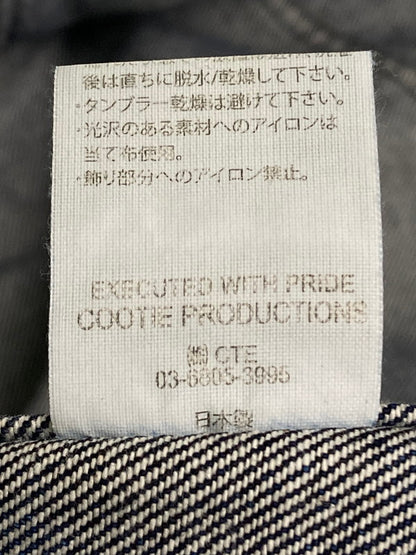 後は直ちに脱水/乾燥して下さい。
・タンブラー乾燥は避けて下さい。
・光沢のある素材へのアイロンは
当て布使用。
・飾り部分へのアイロン禁止。
EXECUTED WITH PRIDE
COOTIE PRODUCTIONS
㈱ CTE
03-6805-3995
日本製